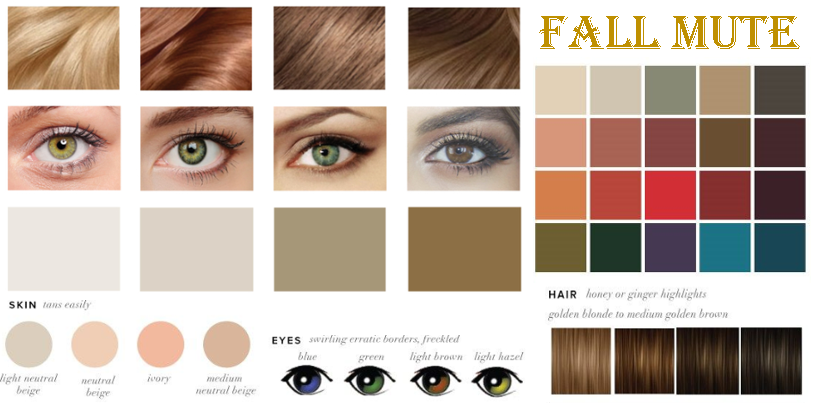 FALL MUTE
SKIN tans easily
light neutral beige
neutral beige
ivory
medium neutral beige
EYES swirling erratic borders, freckled
blue
green
light brown
light hazel
HAIR honey or ginger highlights
golden blonde to medium golden brown